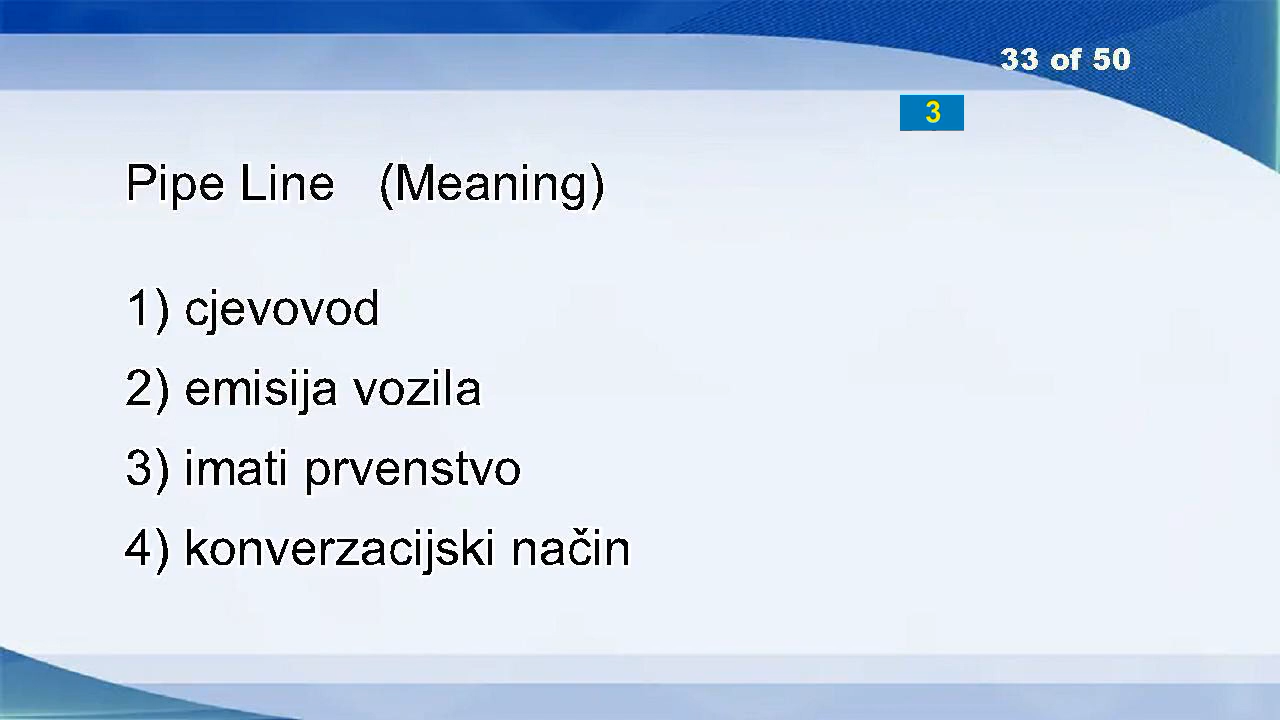 33 of 50
3
Pipe Line (Meaning)
1) cjevovod
2) emisija vozila
3) imati prvenstvo
4) konverzacijski način